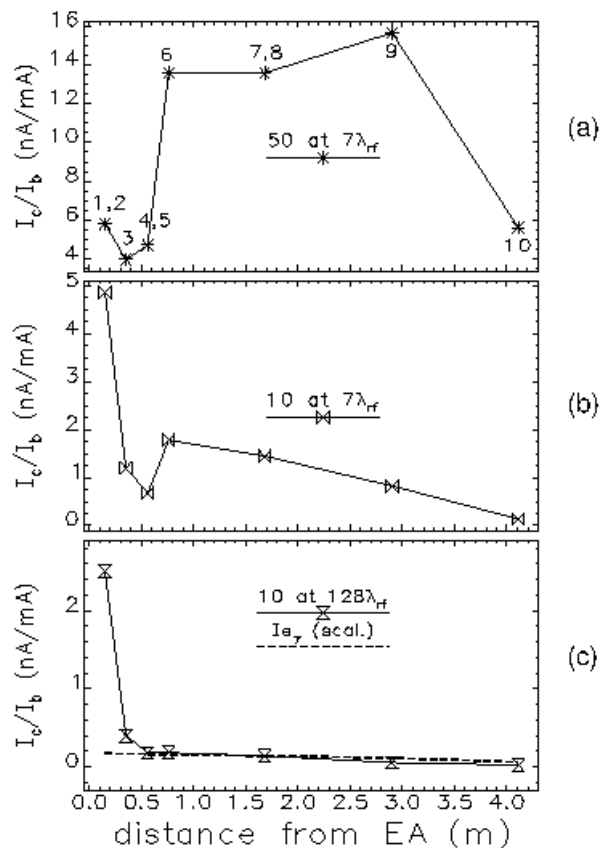 16
14
12
10
8
6
4
I_c/I_b (nA/mA)
1,2
3
4,5
6
7,8
9
10
50 at 7λ_rf
(a)
5
4
3
2
1
0
I_c/I_b (nA/mA)
10 at 7λ_rf
(b)
2
1
0
I_c/I_b (nA/mA)
10 at 128λ_rf
Ie_γ (scal.)
(c)
0.0 0.5 1.0 1.5 2.0 2.5 3.0 3.5 4.0
distance from EA (m)